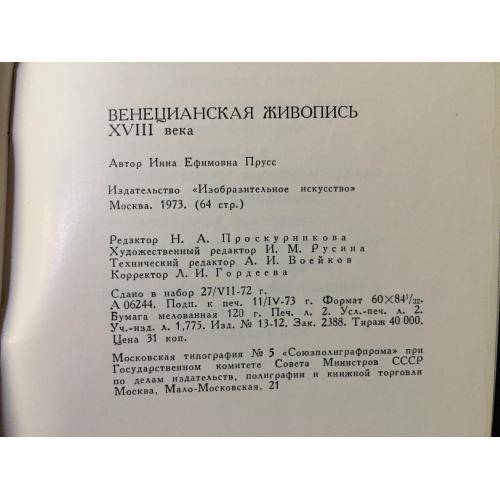 ВЕНЕЦИАНСКАЯ ЖИВОПИСЬ
XVIII века
Автор Инна Ефимовна Прусс
Издательство «Изобразительное искусство»
Москва. 1973. (64 стр.)
Редактор Н. А. Проскурникова
Художественный редактор И. М. Русина
Технический редактор А. И. Воейков
Корректор Л. И. Гордеева
Сдано в набор 27/VII-72 г.
А 06244. Подп. к печ. 11/IV-73 г. Формат 60×84¹/₃₂.
Бумага мелованная 120 г. Печ. л. 2. Усл.-печ. л. 2.
Уч.-изд. л. 1,775. Изд. № 13-12. Зак. 2388. Тираж 40 000.
Цена 31 коп.
Московская типография № 5 «Союзполиграфпрома» при
Государственном комитете Совета Министров СССР
по делам издательств, полиграфии и книжной торговли
Москва, Мало-Московская, 21